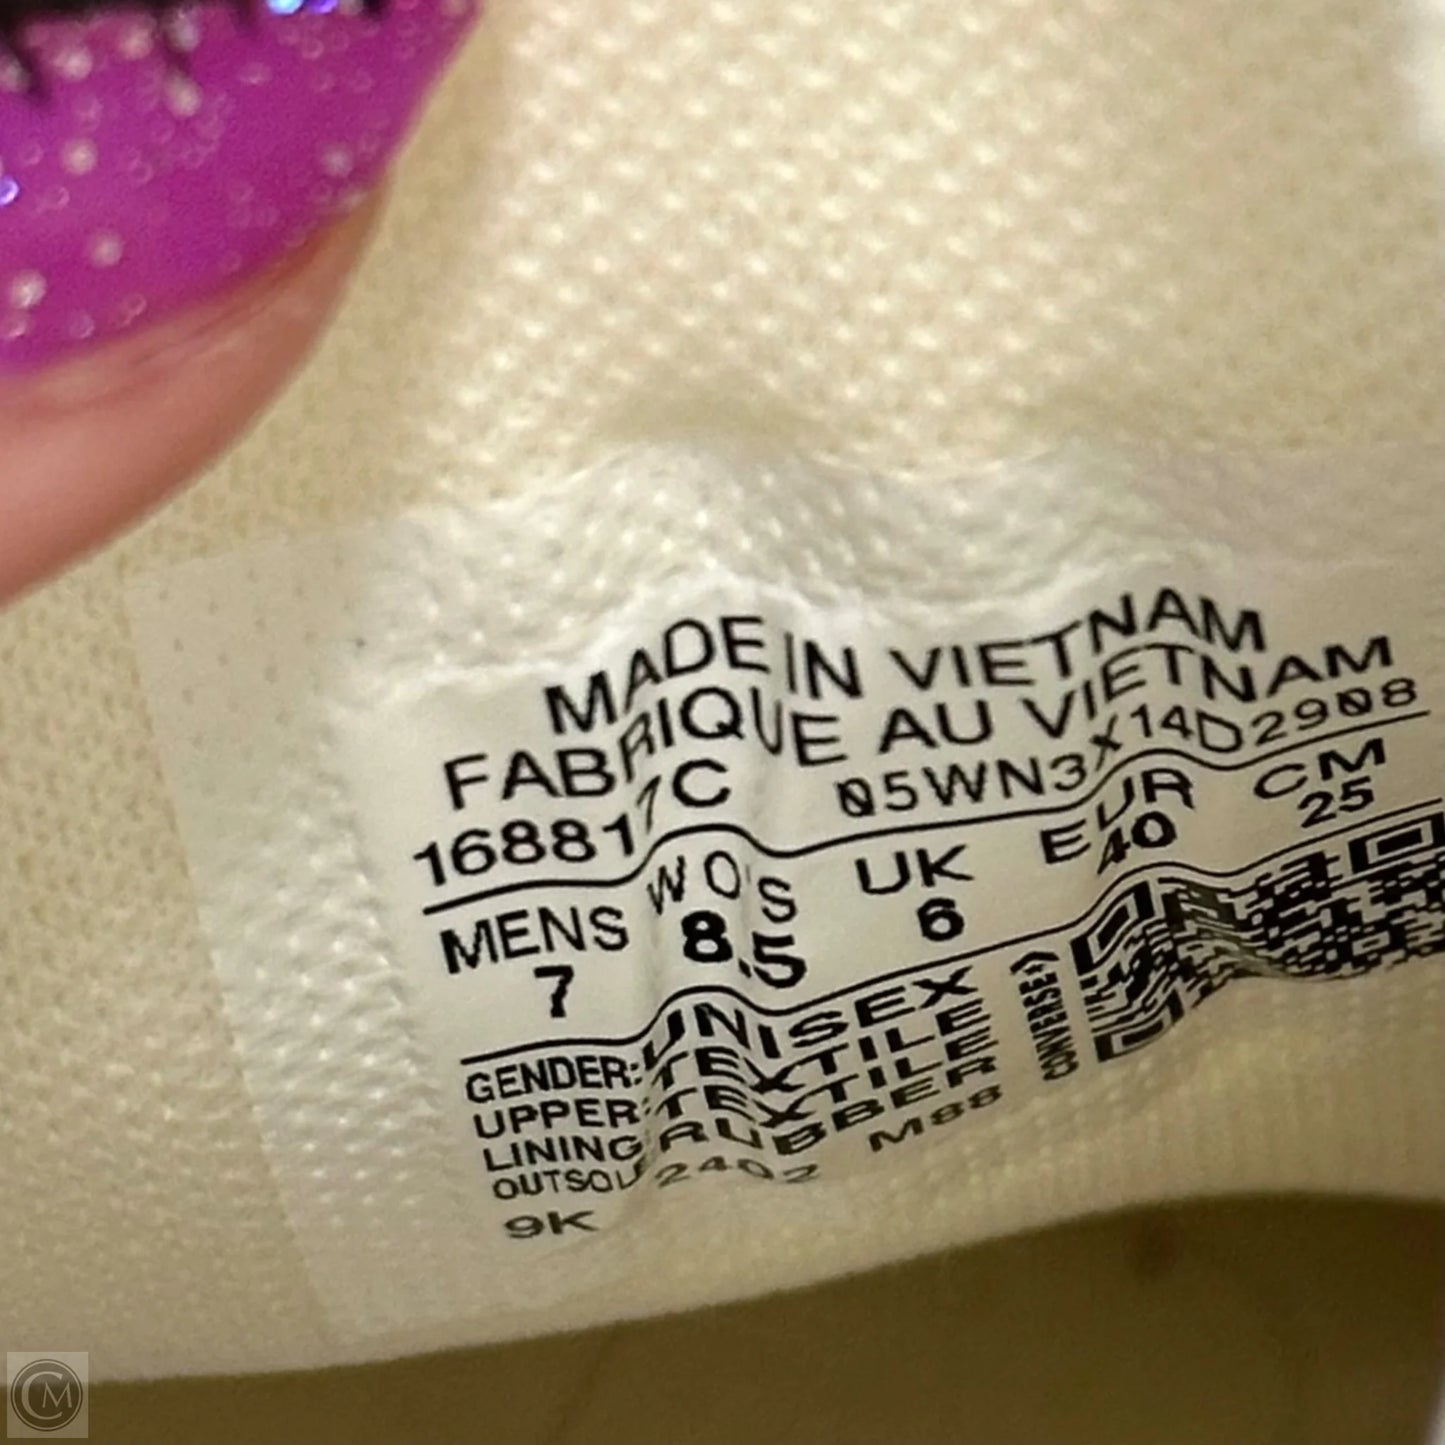 MADE IN VIETNAM
FABRIQUE AU VIETNAM
168817C 05WN3X14D2908
MENS WO'S UK EUR CM
7 8.5 6 40 25
GENDER: UNISEX
UPPER: TEXTILE
LINING TEXTILE
OUTSOLE RUBBER
9K 2402 M88
CONVERSE
CM